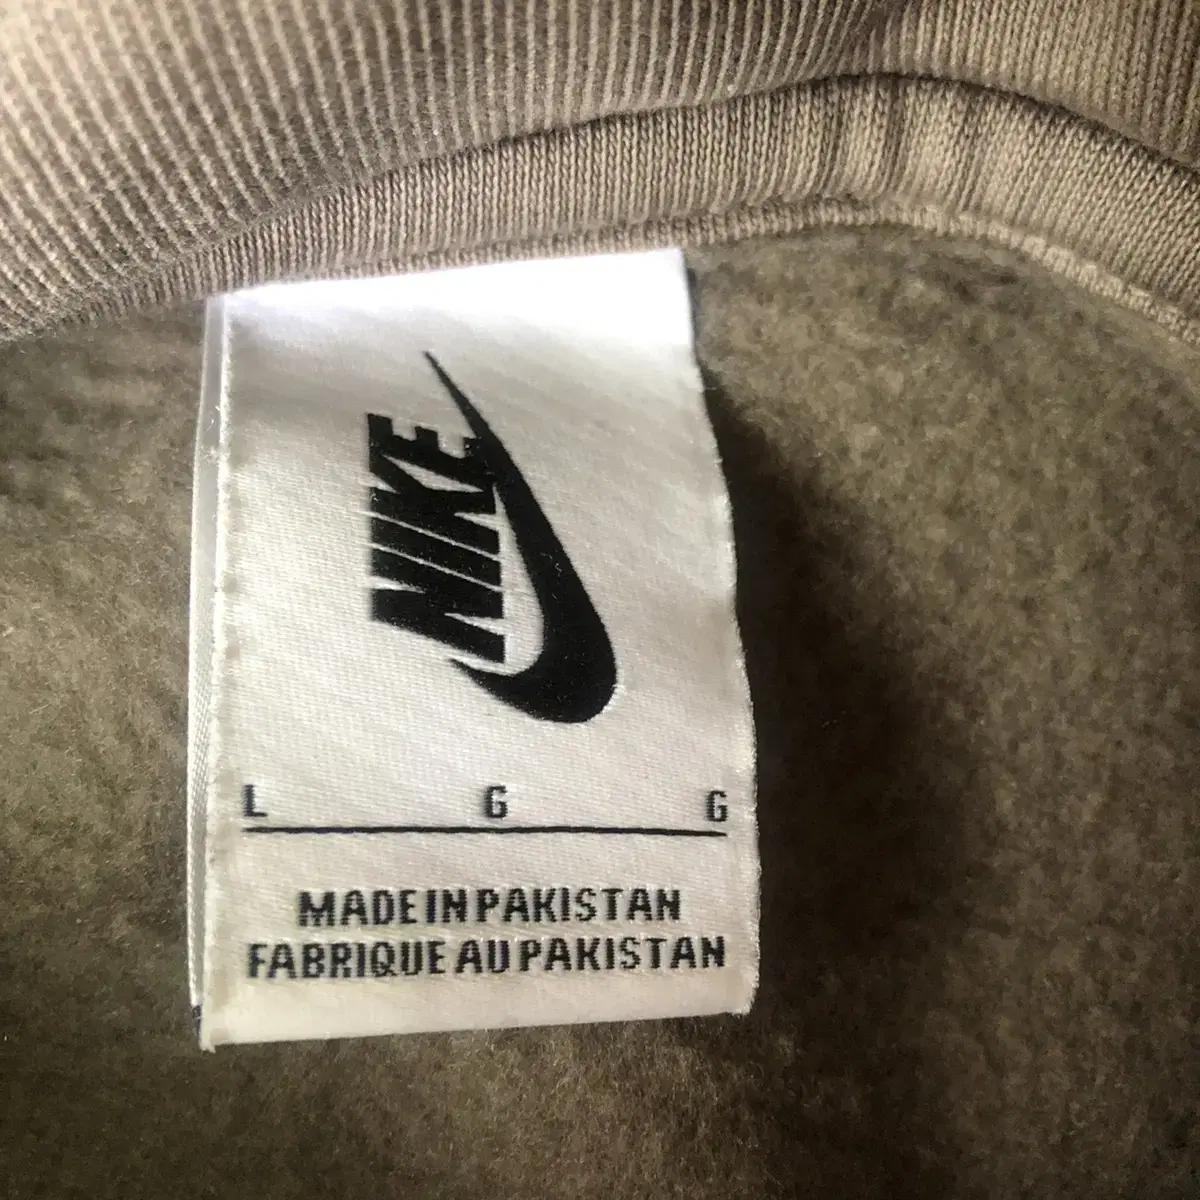 NIKE
L G G
MADE IN PAKISTAN
FABRIQUE AU PAKISTAN